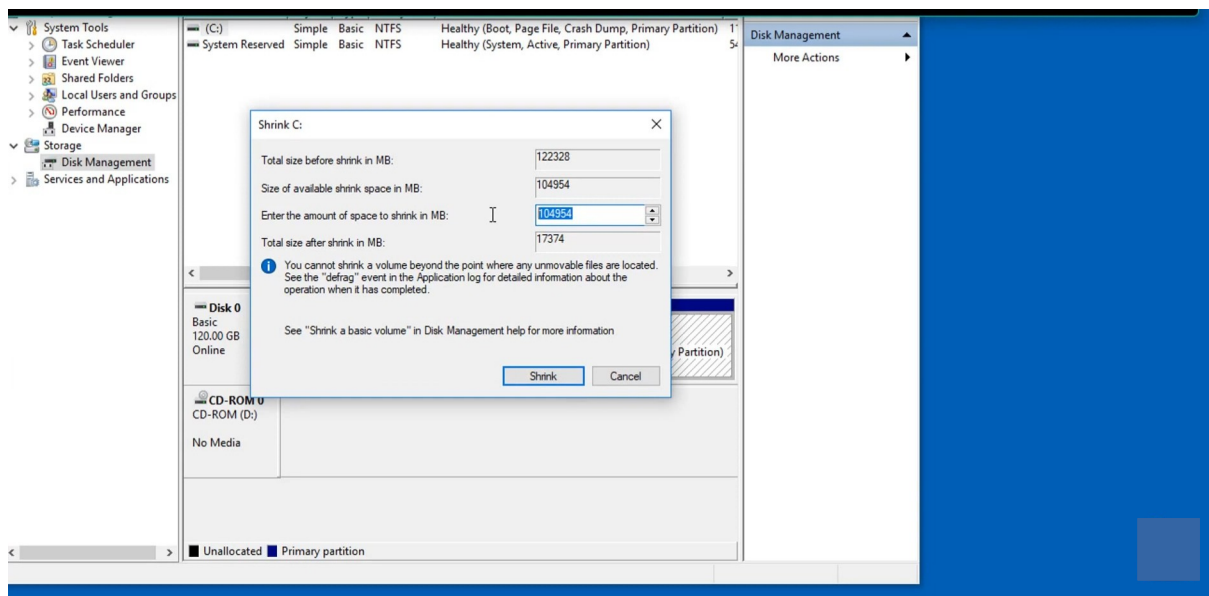 System Tools
Task Scheduler
Event Viewer
Shared Folders
Local Users and Groups
Performance
Device Manager
Storage
Disk Management
Services and Applications
(C:) Simple Basic NTFS Healthy (Boot, Page File, Crash Dump, Primary Partition)
System Reserved Simple Basic NTFS Healthy (System, Active, Primary Partition)
Disk Management
More Actions
Shrink C:
Total size before shrink in MB: 122328
Size of available shrink space in MB: 104954
Enter the amount of space to shrink in MB: 104954
Total size after shrink in MB: 17374
You cannot shrink a volume beyond the point where any unmovable files are located.
See the "defrag" event in the Application log for detailed information about the
operation when it has completed.
See "Shrink a basic volume" in Disk Management help for more information
Shrink Cancel
Disk 0
Basic
120.00 GB
Online
y Partition)
CD-ROM 0
CD-ROM (D:)
No Media
Unallocated Primary partition